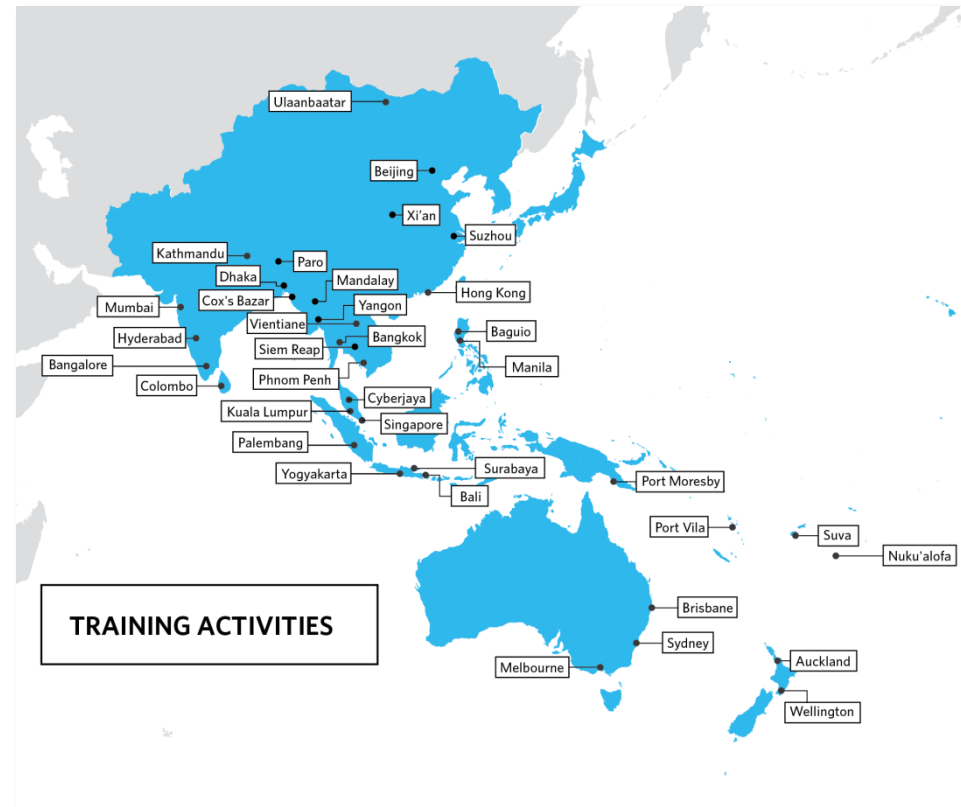 Ulaanbaatar
Beijing
Xi'an
Suzhou
Kathmandu
Paro
Dhaka
Mandalay
Cox's Bazar
Hong Kong
Mumbai
Yangon
Vientiane
Baguio
Hyderabad
Bangkok
Siem Reap
Bangalore
Manila
Phnom Penh
Colombo
Cyberjaya
Kuala Lumpur
Singapore
Palembang
Surabaya
Yogyakarta
Port Moresby
Bali
Port Vila
Suva
Nuku'alofa
Brisbane
TRAINING ACTIVITIES
Sydney
Auckland
Melbourne
Wellington